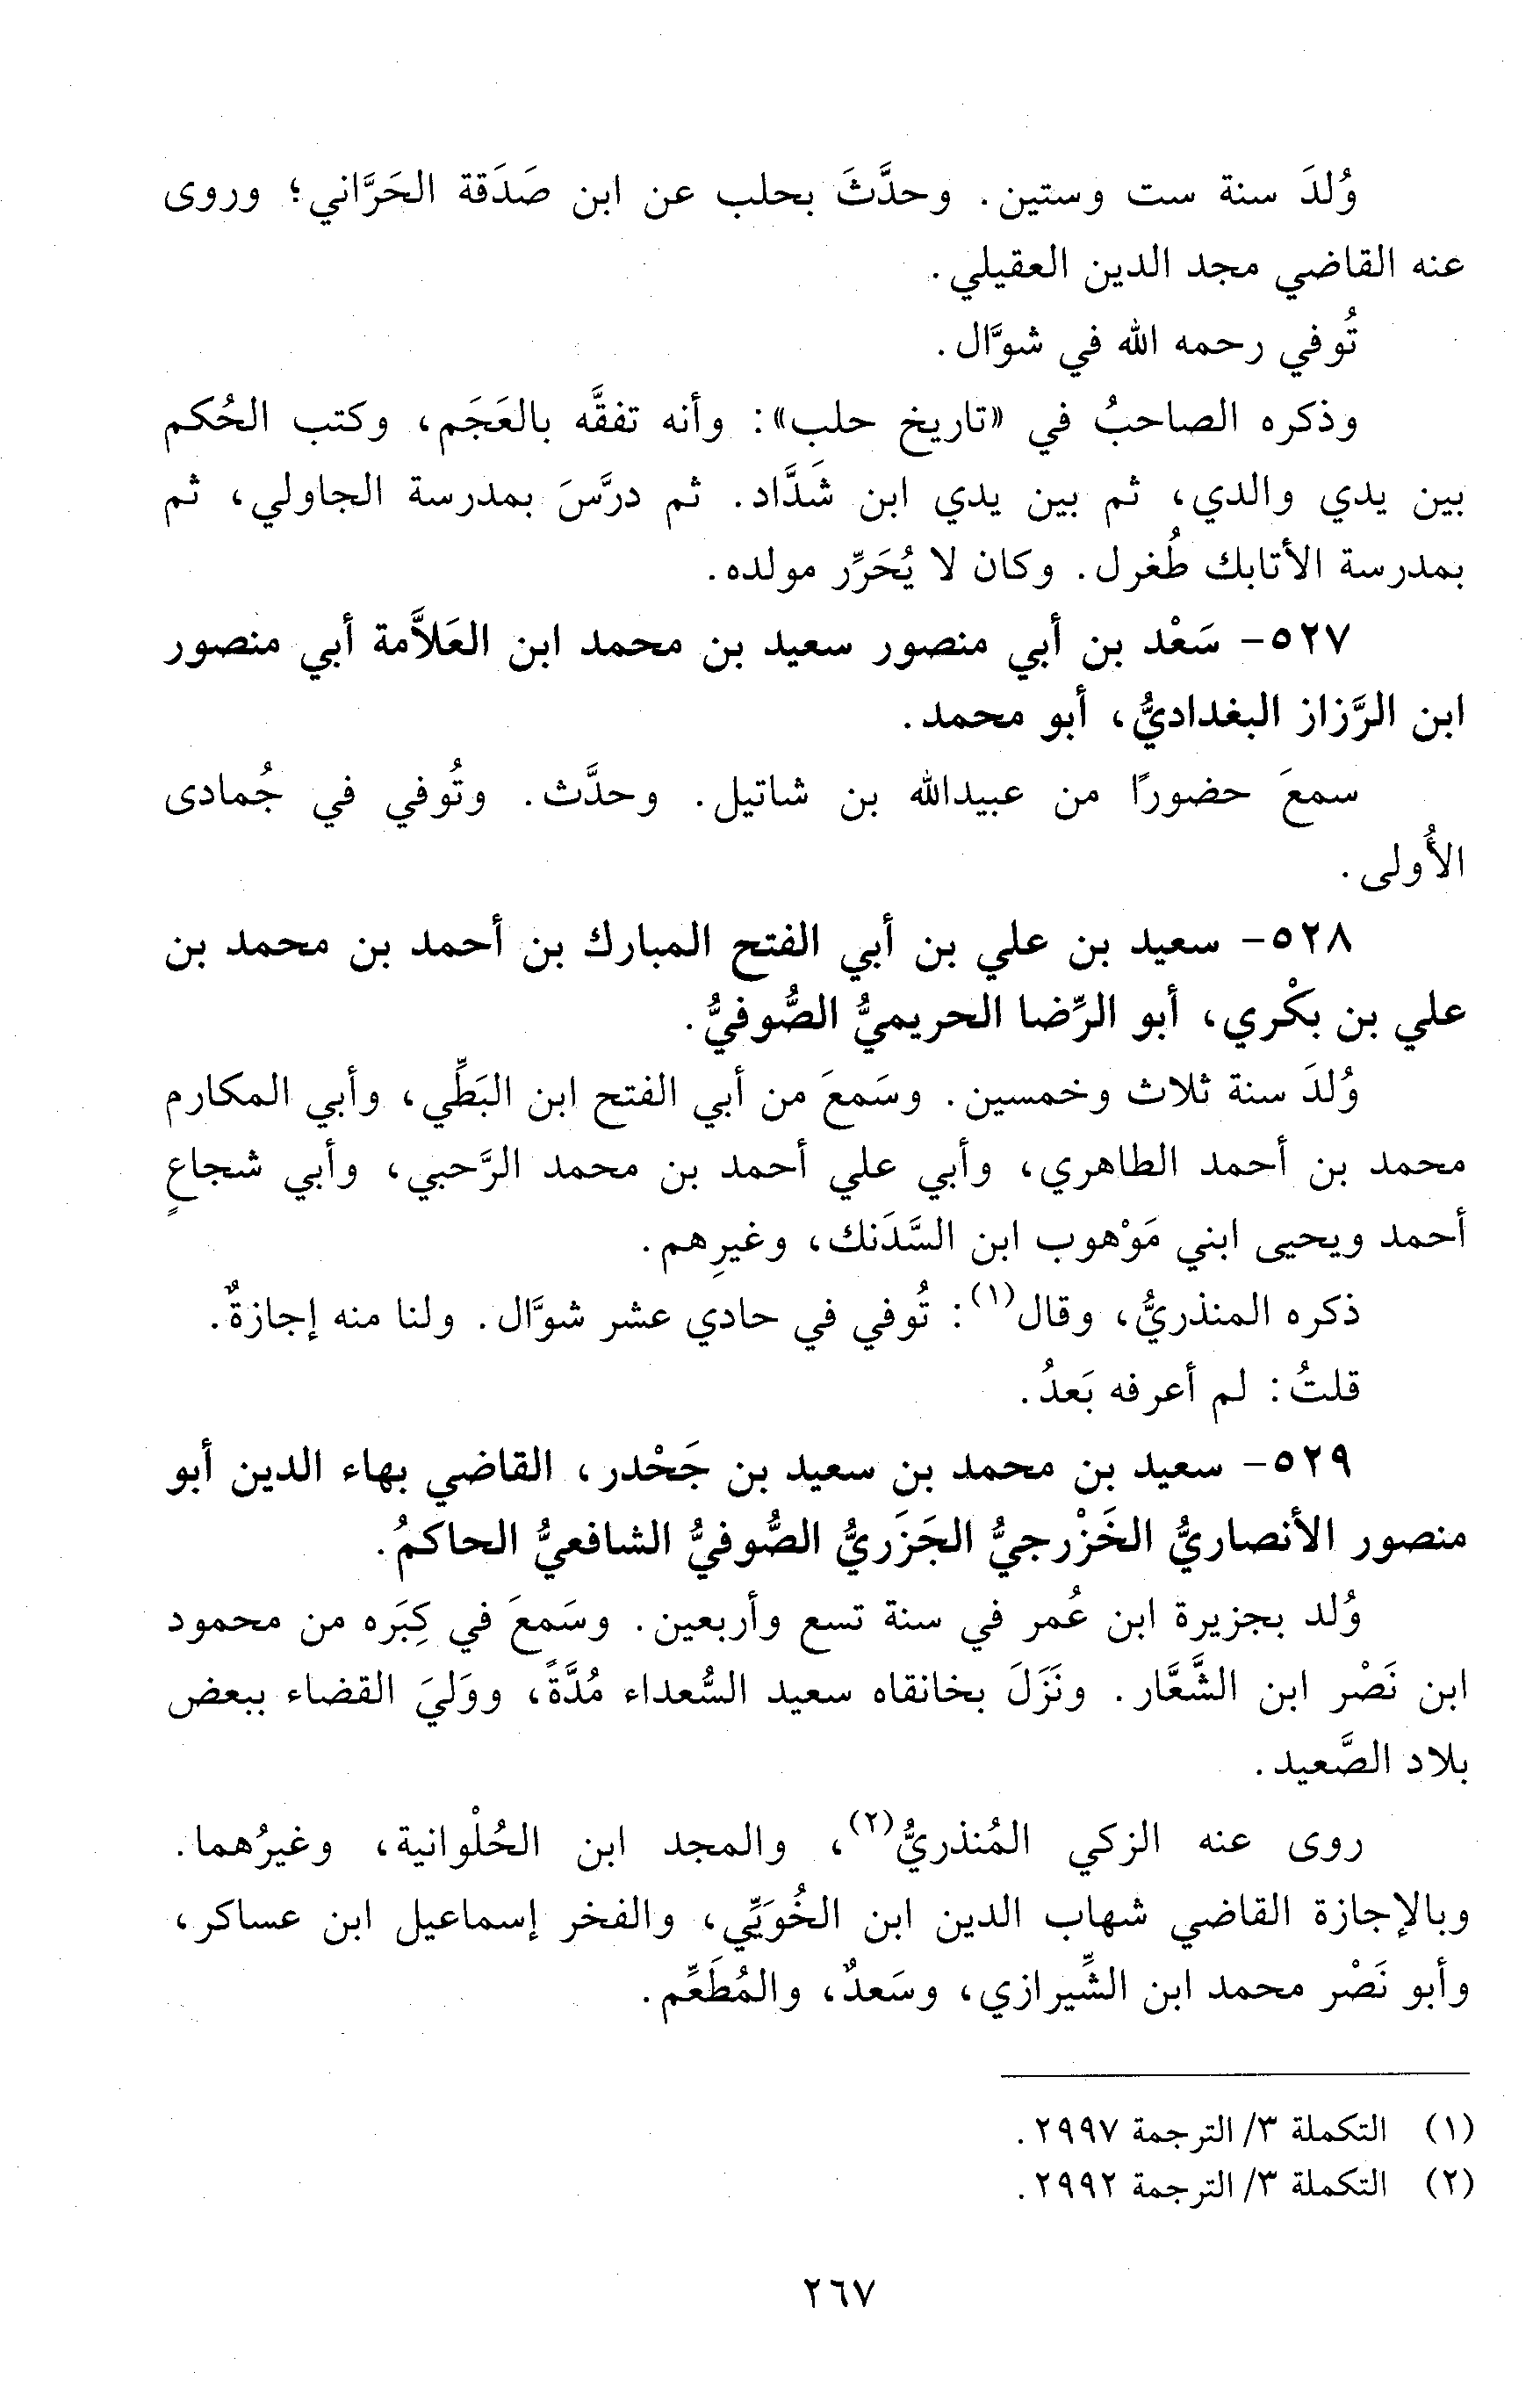 وُلدَ سنة ست وستين. وحدَّثَ بحلب عن ابن صَدَقة الحَرَّاني؛ وروى
عنه القاضي مجد الدين العقيلي.
تُوفي رحمه الله في شوَّال.
وذكره الصاحبُ في «تاريخ حلب»: وأنه تفقَّه بالعَجَم، وكتب الحُكم
بين يدي والدي، ثم بين يدي ابن شَدَّاد. ثم درَّسَ بمدرسة الجاولي، ثم
بمدرسة الأتابك طُغرل. وكان لا يُحَرِّر مولده.
٥٢٧- سَعْد بن أبي منصور سعيد بن محمد ابن العَلاَّمة أبي منصور
ابن الرَّزاز البغداديُّ، أبو محمد.
سمعَ حضورًا من عبيدالله بن شاتيل. وحدَّث. وتُوفي في جُمادى
الأُولى.
٥٢٨- سعيد بن علي بن أبي الفتح المبارك بن أحمد بن محمد بن
علي بن بكْري، أبو الرِّضا الحريميُّ الصُّوفيُّ.
وُلدَ سنة ثلاث وخمسين. وسَمعَ من أبي الفتح ابن البَطِّي، وأبي المكارم
محمد بن أحمد الطاهري، وأبي علي أحمد بن محمد الرَّحبي، وأبي شجاعٍ
أحمد ويحيى ابني مَوْهوب ابن السَّدَنك، وغيرِهم.
ذكره المنذريُّ، وقال(١): تُوفي في حادي عشر شوَّال. ولنا منه إجازةٌ.
قلتُ: لم أعرفه بَعدُ.
٥٢٩- سعيد بن محمد بن سعيد بن جَحْدر، القاضي بهاء الدين أبو
منصور الأنصاريُّ الخَزْرجيُّ الجَزَريُّ الصُّوفيُّ الشافعيُّ الحاكمُ.
وُلد بجزيرة ابن عُمر في سنة تسع وأربعين. وسَمعَ في كِبَره من محمود
ابن نَصْر ابن الشَّعَّار. ونَزَلَ بخانقاه سعيد السُّعداء مُدَّةً، ووَليَ القضاء ببعض
بلاد الصَّعيد.
روى عنه الزكي المُنذريُّ(٢)، والمجد ابن الحُلْوانية، وغيرُهما.
وبالإجازة القاضي شهاب الدين ابن الخُوَيِّي، والفخر إسماعيل ابن عساكر،
وأبو نَصْر محمد ابن الشِّيرازي، وسَعدٌ، والمُطَعِّم.
(١) التكملة ٣/ الترجمة ٢٩٩٧.
(٢) التكملة ٣/ الترجمة ٢٩٩٢.
٢٦٧